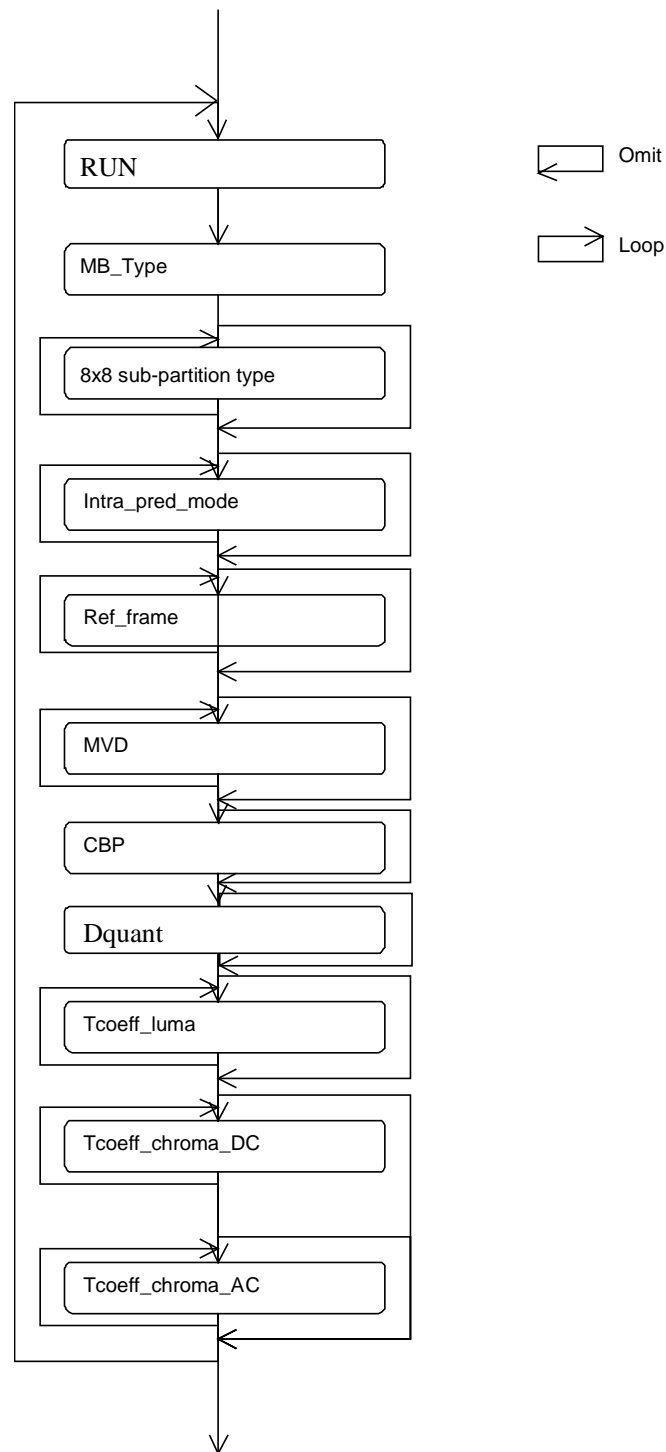 RUN
Omit
Loop
MB_Type
8x8 sub-partition type
Intra_pred_mode
Ref_frame
MVD
CBP
Dquant
Tcoeff_luma
Tcoeff_chroma_DC
Tcoeff_chroma_AC